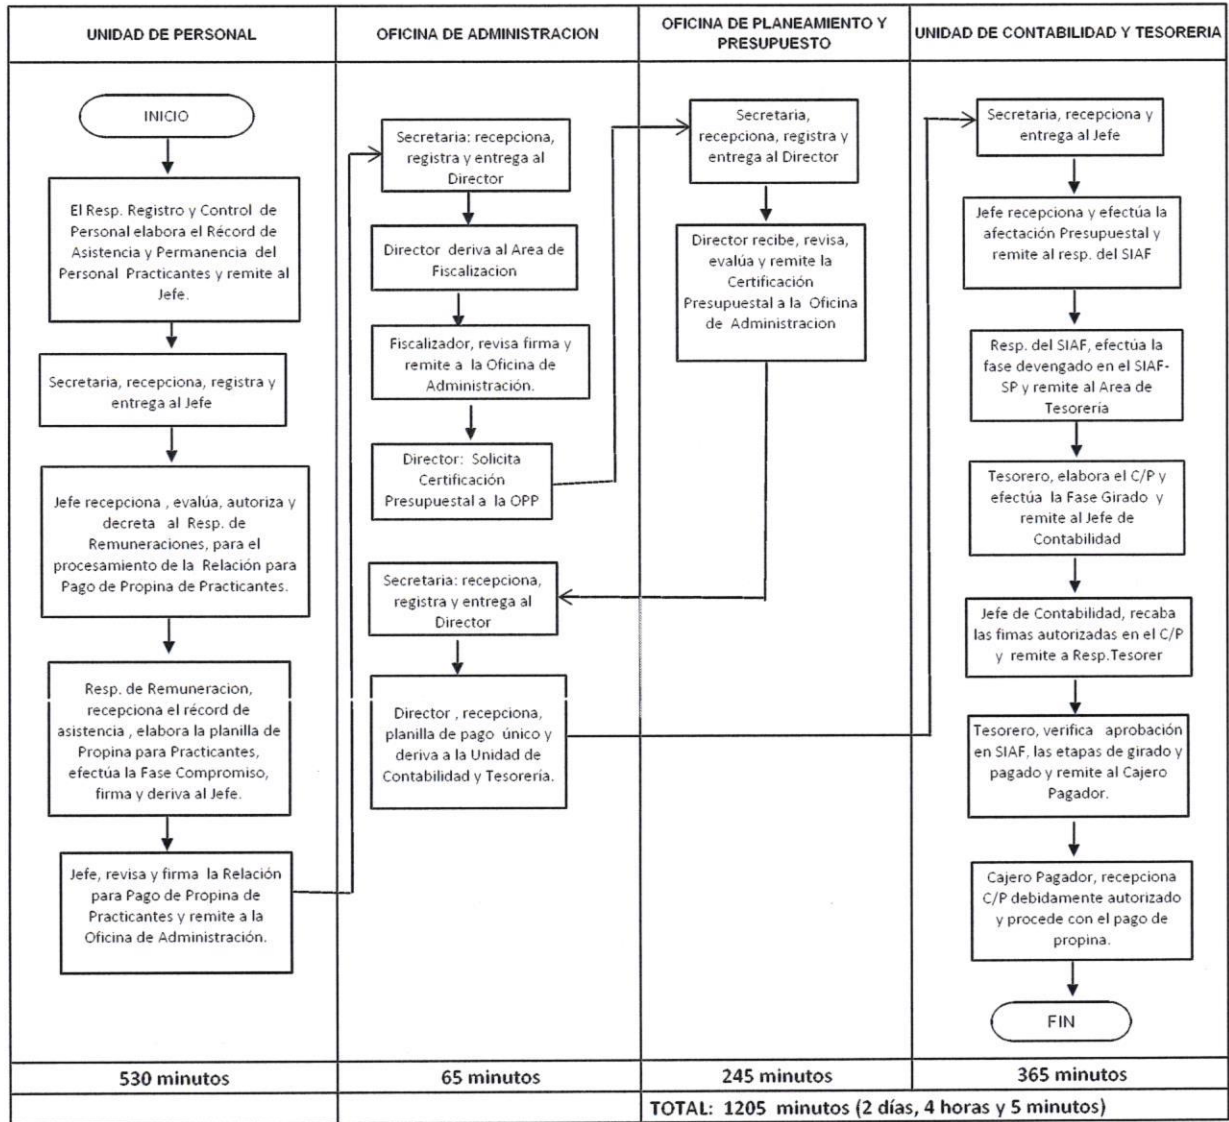 UNIDAD DE PERSONAL
INICIO
El Resp. Registro y Control de
Personal elabora el Récord de
Asistencia y Permanencia del
Personal Practicantes y remite al
Jefe.
Secretaria, recepciona, registra y
entrega al Jefe
Jefe recepciona , evalúa, autoriza y
decreta al Resp. de
Remuneraciones, para el
procesamiento de la Relación para
Pago de Propina de Practicantes.
Resp. de Remuneracion,
recepciona el récord de
asistencia , elabora la planilla de
Propina para Practicantes,
efectúa la Fase Compromiso,
firma y deriva al Jefe.
Jefe, revisa y firma la Relación
para Pago de Propina de
Practicantes y remite a la
Oficina de Administración.
530 minutos
OFICINA DE ADMINISTRACION
Secretaria: recepciona,
registra y entrega al
Director
Director deriva al Area de
Fiscalizacion
Fiscalizador, revisa firma y
remite a la Oficina de
Administración.
Director: Solicita
Certificación
Presupuestal a la OPP
Secretaria: recepciona,
registra y entrega al
Director
Director , recepciona,
planilla de pago único y
deriva a la Unidad de
Contabilidad y Tesorería.
65 minutos
OFICINA DE PLANEAMIENTO Y
PRESUPUESTO
Secretaria,
recepciona, registra y
entrega al Director
Director recibe, revisa,
evalúa y remite la
Certificación
Presupuestal a la Oficina
de Administracion
245 minutos
UNIDAD DE CONTABILIDAD Y TESORERIA
Secretaria, recepciona y
entrega al Jefe
Jefe recepciona y efectúa la
afectación Presupuestal y
remite al resp. del SIAF
Resp. del SIAF, efectúa la
fase devengado en el SIAF-
SP y remite al Area de
Tesorería
Tesorero, elabora el C/P y
efectúa la Fase Girado y
remite al Jefe de
Contabilidad
Jefe de Contabilidad, recaba
las fimas autorizadas en el C/P
y remite a Resp.Tesorer
Tesorero, verifica aprobación
en SIAF, las etapas de girado y
pagado y remite al Cajero
Pagador.
Cajero Pagador, recepciona
C/P debidamente autorizado
y procede con el pago de
propina.
FIN
365 minutos
TOTAL: 1205 minutos (2 días, 4 horas y 5 minutos)